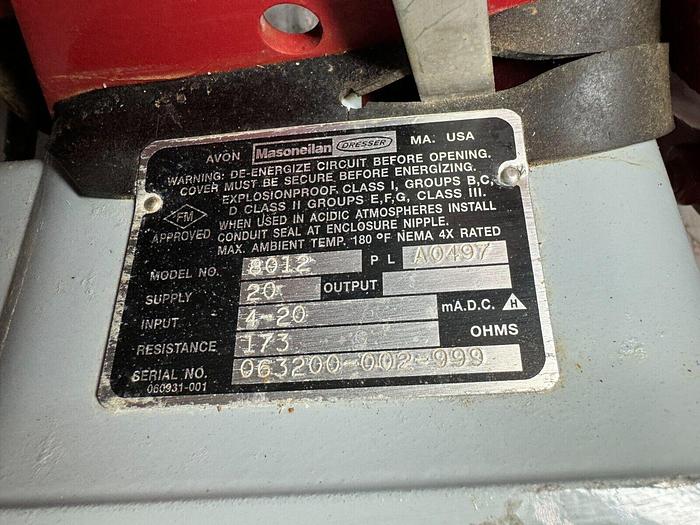 AVON Masoneilan DRESSER MA: USA
WARNING: DE-ENERGIZE CIRCUIT BEFORE OPENING.
COVER MUST BE SECURE BEFORE ENERGIZING.
EXPLOSIONPROOF. CLASS I, GROUPS B,C,
D CLASS II GROUPS E,F,G, CLASS III.
WHEN USED IN ACIDIC ATMOSPHERES INSTALL
CONDUIT SEAL AT ENCLOSURE NIPPLE.
MAX. AMBIENT TEMP. 180 °F NEMA 4X RATED
FM
APPROVED
MODEL NO. 8012 P L A0497
SUPPLY 20 OUTPUT
INPUT 4-20 mA.D.C. H
RESISTANCE 173 OHMS
SERIAL NO. 063200-002-999
060931-001